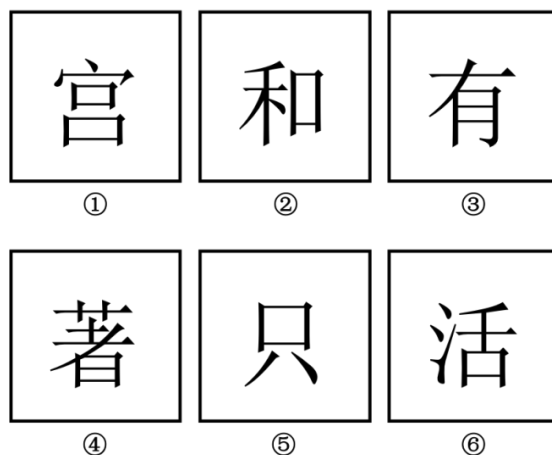 宫 和 有
① ② ③
著 只 活
④ ⑤ ⑥